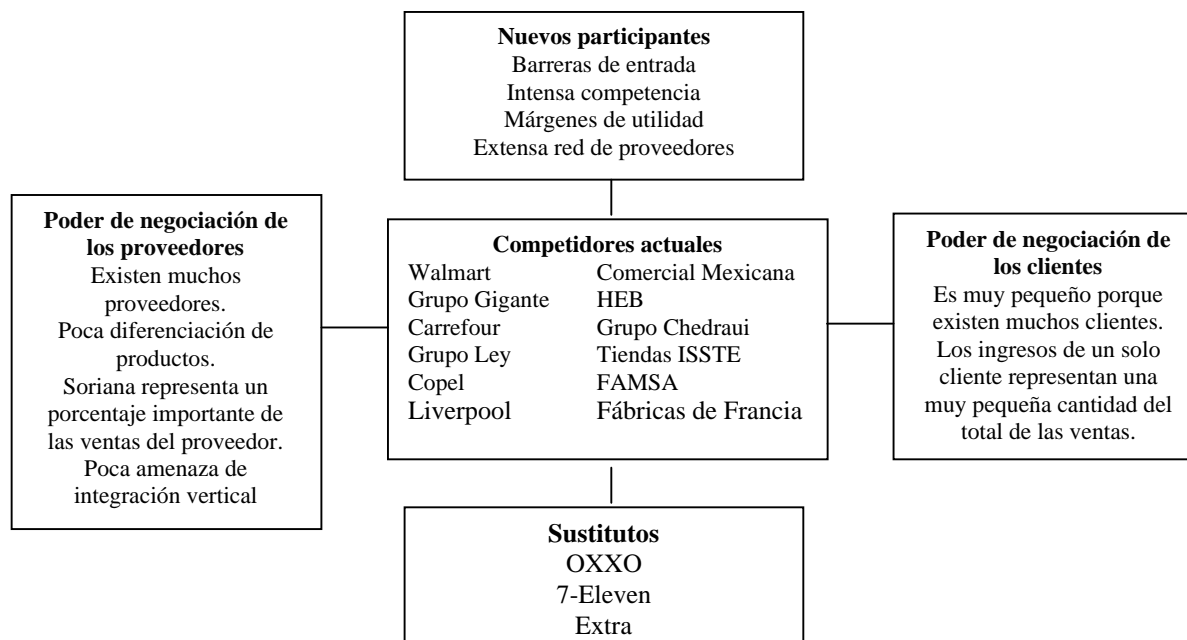 Nuevos participantes
Barreras de entrada
Intensa competencia
Márgenes de utilidad
Extensa red de proveedores
Poder de negociación de
los proveedores
Existen muchos
proveedores.
Poca diferenciación de
productos.
Soriana representa un
porcentaje importante de
las ventas del proveedor.
Poca amenaza de
integración vertical
Competidores actuales
Walmart Comercial Mexicana
Grupo Gigante HEB
Carrefour Grupo Chedraui
Grupo Ley Tiendas ISSTE
Copel FAMSA
Liverpool Fábricas de Francia
Poder de negociación de
los clientes
Es muy pequeño porque
existen muchos clientes.
Los ingresos de un solo
cliente representan una
muy pequeña cantidad del
total de las ventas.
Sustitutos
OXXO
7-Eleven
Extra